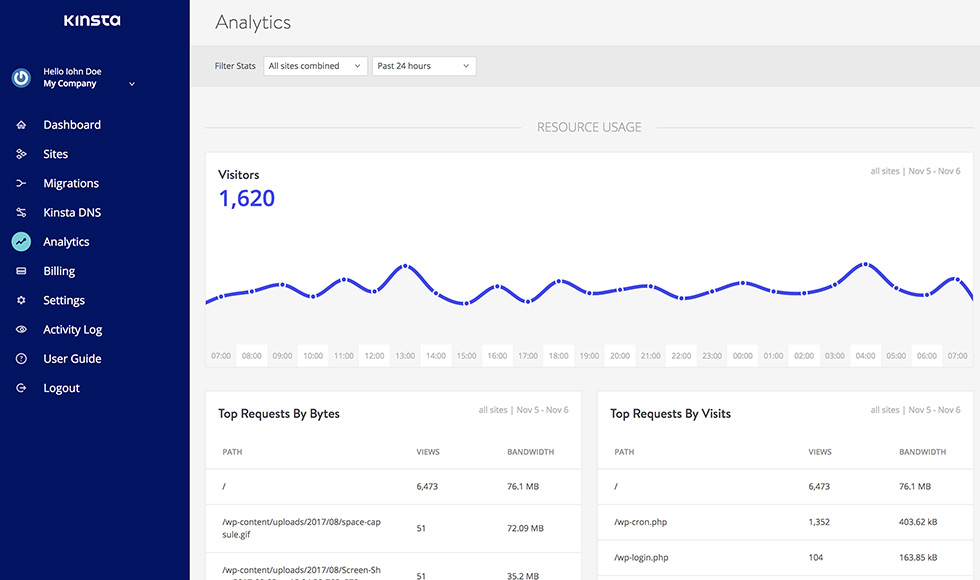 KInsta
Analytics
Hello Iohn Doe
My Company
Filter Stats All sites combined Past 24 hours
Dashboard
Sites
Migrations
Kinsta DNS
Analytics
Billing
Settings
Activity Log
User Guide
Logout
RESOURCE USAGE
Visitors
all sites | Nov 5 - Nov 6
1,620
07:00 08:00 09:00 10:00 11:00 12:00 13:00 14:00 15:00 16:00 17:00 18:00 19:00 20:00 21:00 22:00 23:00 00:00 01:00 02:00 03:00 04:00 05:00 06:00 07:00
Top Requests By Bytes
all sites | Nov 5 - Nov 6
PATH VIEWS BANDWIDTH
/ 6,473 76.1 MB
/wp-content/uploads/2017/08/space-cap
sule.gif
51 72.09 MB
/wp-content/uploads/2017/08/Screen-Sh
51 35.2 MB
Top Requests By Visits
all sites | Nov 5 - Nov 6
PATH VIEWS BANDWIDTH
/ 6,473 76.1 MB
/wp-cron.php 1,352 403.62 kB
/wp-login.php 104 163.85 kB